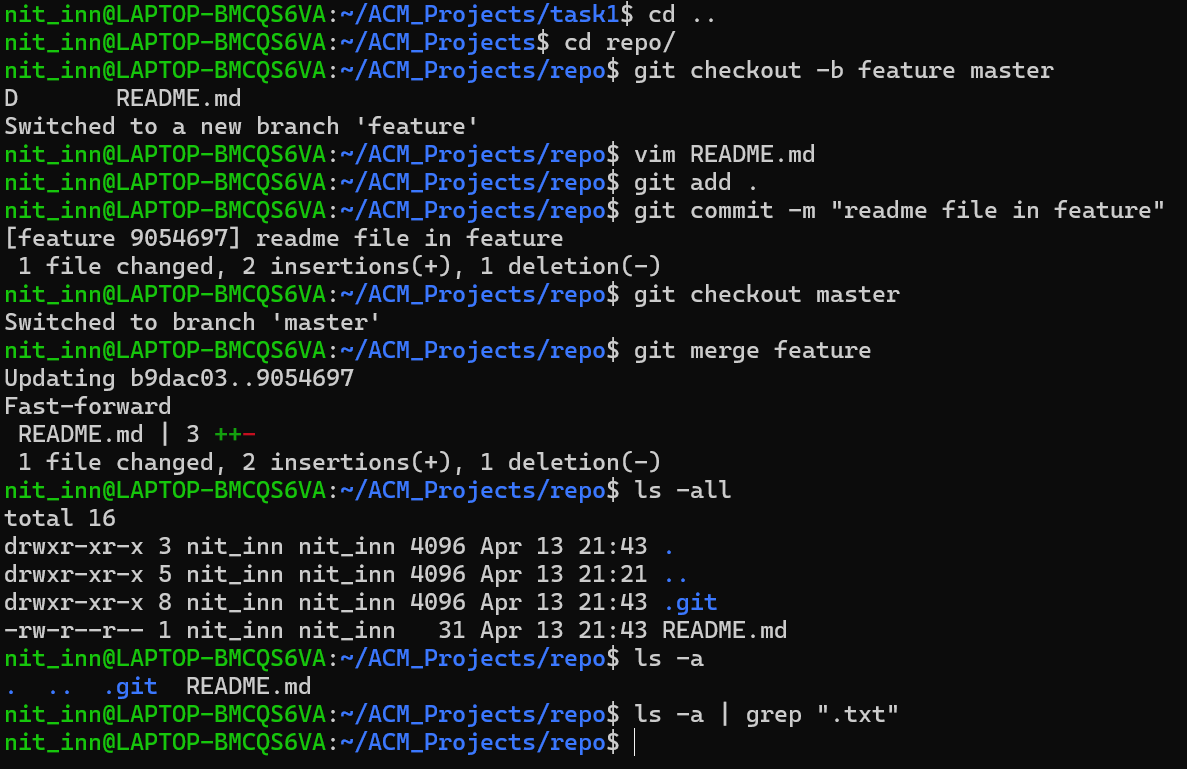 nit_inn@LAPTOP-BMCQS6VA:~/ACM_Projects/task1$ cd ..
nit_inn@LAPTOP-BMCQS6VA:~/ACM_Projects$ cd repo/
nit_inn@LAPTOP-BMCQS6VA:~/ACM_Projects/repo$ git checkout -b feature master
D       README.md
Switched to a new branch 'feature'
nit_inn@LAPTOP-BMCQS6VA:~/ACM_Projects/repo$ vim README.md
nit_inn@LAPTOP-BMCQS6VA:~/ACM_Projects/repo$ git add .
nit_inn@LAPTOP-BMCQS6VA:~/ACM_Projects/repo$ git commit -m "readme file in feature"
[feature 9054697] readme file in feature
 1 file changed, 2 insertions(+), 1 deletion(-)
nit_inn@LAPTOP-BMCQS6VA:~/ACM_Projects/repo$ git checkout master
Switched to branch 'master'
nit_inn@LAPTOP-BMCQS6VA:~/ACM_Projects/repo$ git merge feature
Updating b9dac03..9054697
Fast-forward
 README.md | 3 ++-
 1 file changed, 2 insertions(+), 1 deletion(-)
nit_inn@LAPTOP-BMCQS6VA:~/ACM_Projects/repo$ ls -all
total 16
drwxr-xr-x 3 nit_inn nit_inn 4096 Apr 13 21:43 .
drwxr-xr-x 5 nit_inn nit_inn 4096 Apr 13 21:21 ..
drwxr-xr-x 8 nit_inn nit_inn 4096 Apr 13 21:43 .git
-rw-r--r-- 1 nit_inn nit_inn   31 Apr 13 21:43 README.md
nit_inn@LAPTOP-BMCQS6VA:~/ACM_Projects/repo$ ls -a
.  ..  .git  README.md
nit_inn@LAPTOP-BMCQS6VA:~/ACM_Projects/repo$ ls -a | grep ".txt"
nit_inn@LAPTOP-BMCQS6VA:~/ACM_Projects/repo$